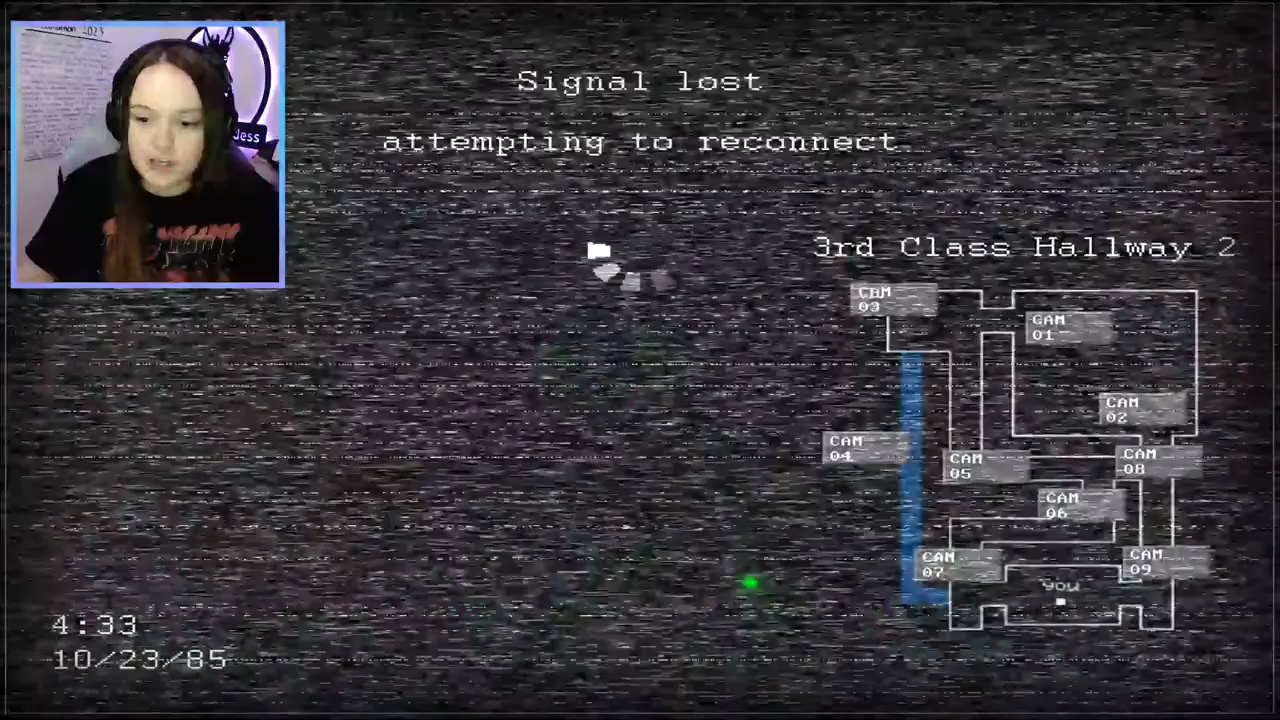 2023
Jess
Signal lost
attempting to reconnect
3rd Class Hallway 2
CAM
03
CAM
01
CAM
02
CAM
04
CAM
05
CAM
08
CAM
06
CAM
07
CAM
09
you
4:33
10/23/85